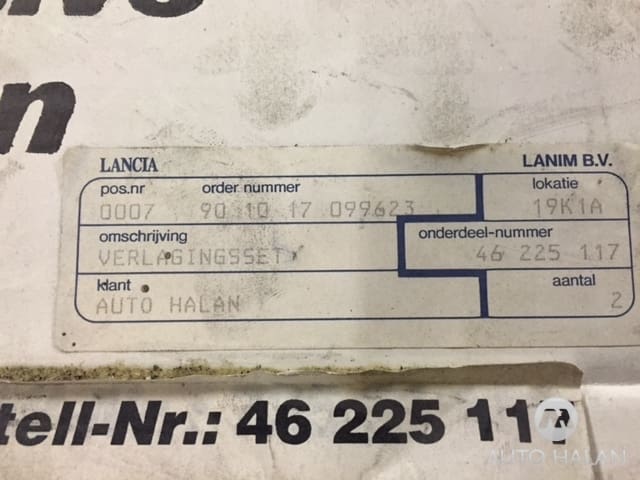 n
LANCIA LANIM B.V.
pos.nr order nummer lokatie
0007 90 10 17 099623 19K1A
omschrijving onderdeel-nummer
VERLAGINGSSET 46 225 117
klant aantal
AUTO HALAN 2
tell-Nr.: 46 225 117
AUTO HALAN